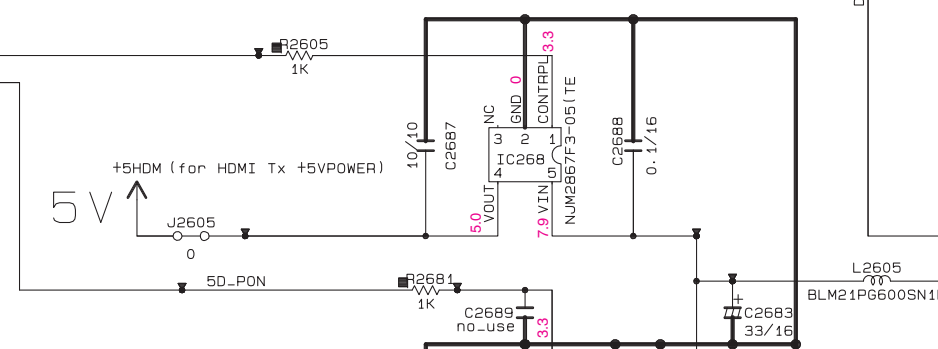 R2605
1K
3.3
0
CONTRPL
GND
NC
NJM2867F3-05(TE
3 2 1
IC268
4 5
10/10
C2687
C2688
0.1/16
+5HDM (for HDMI Tx +5VPOWER)
5V
J2605
0
5.0
VOUT
7.9
VIN
5D_PON
R2681
1K
C2689
no_use
3.3
L2605
BLM21PG600SN1
+
C2683
33/16